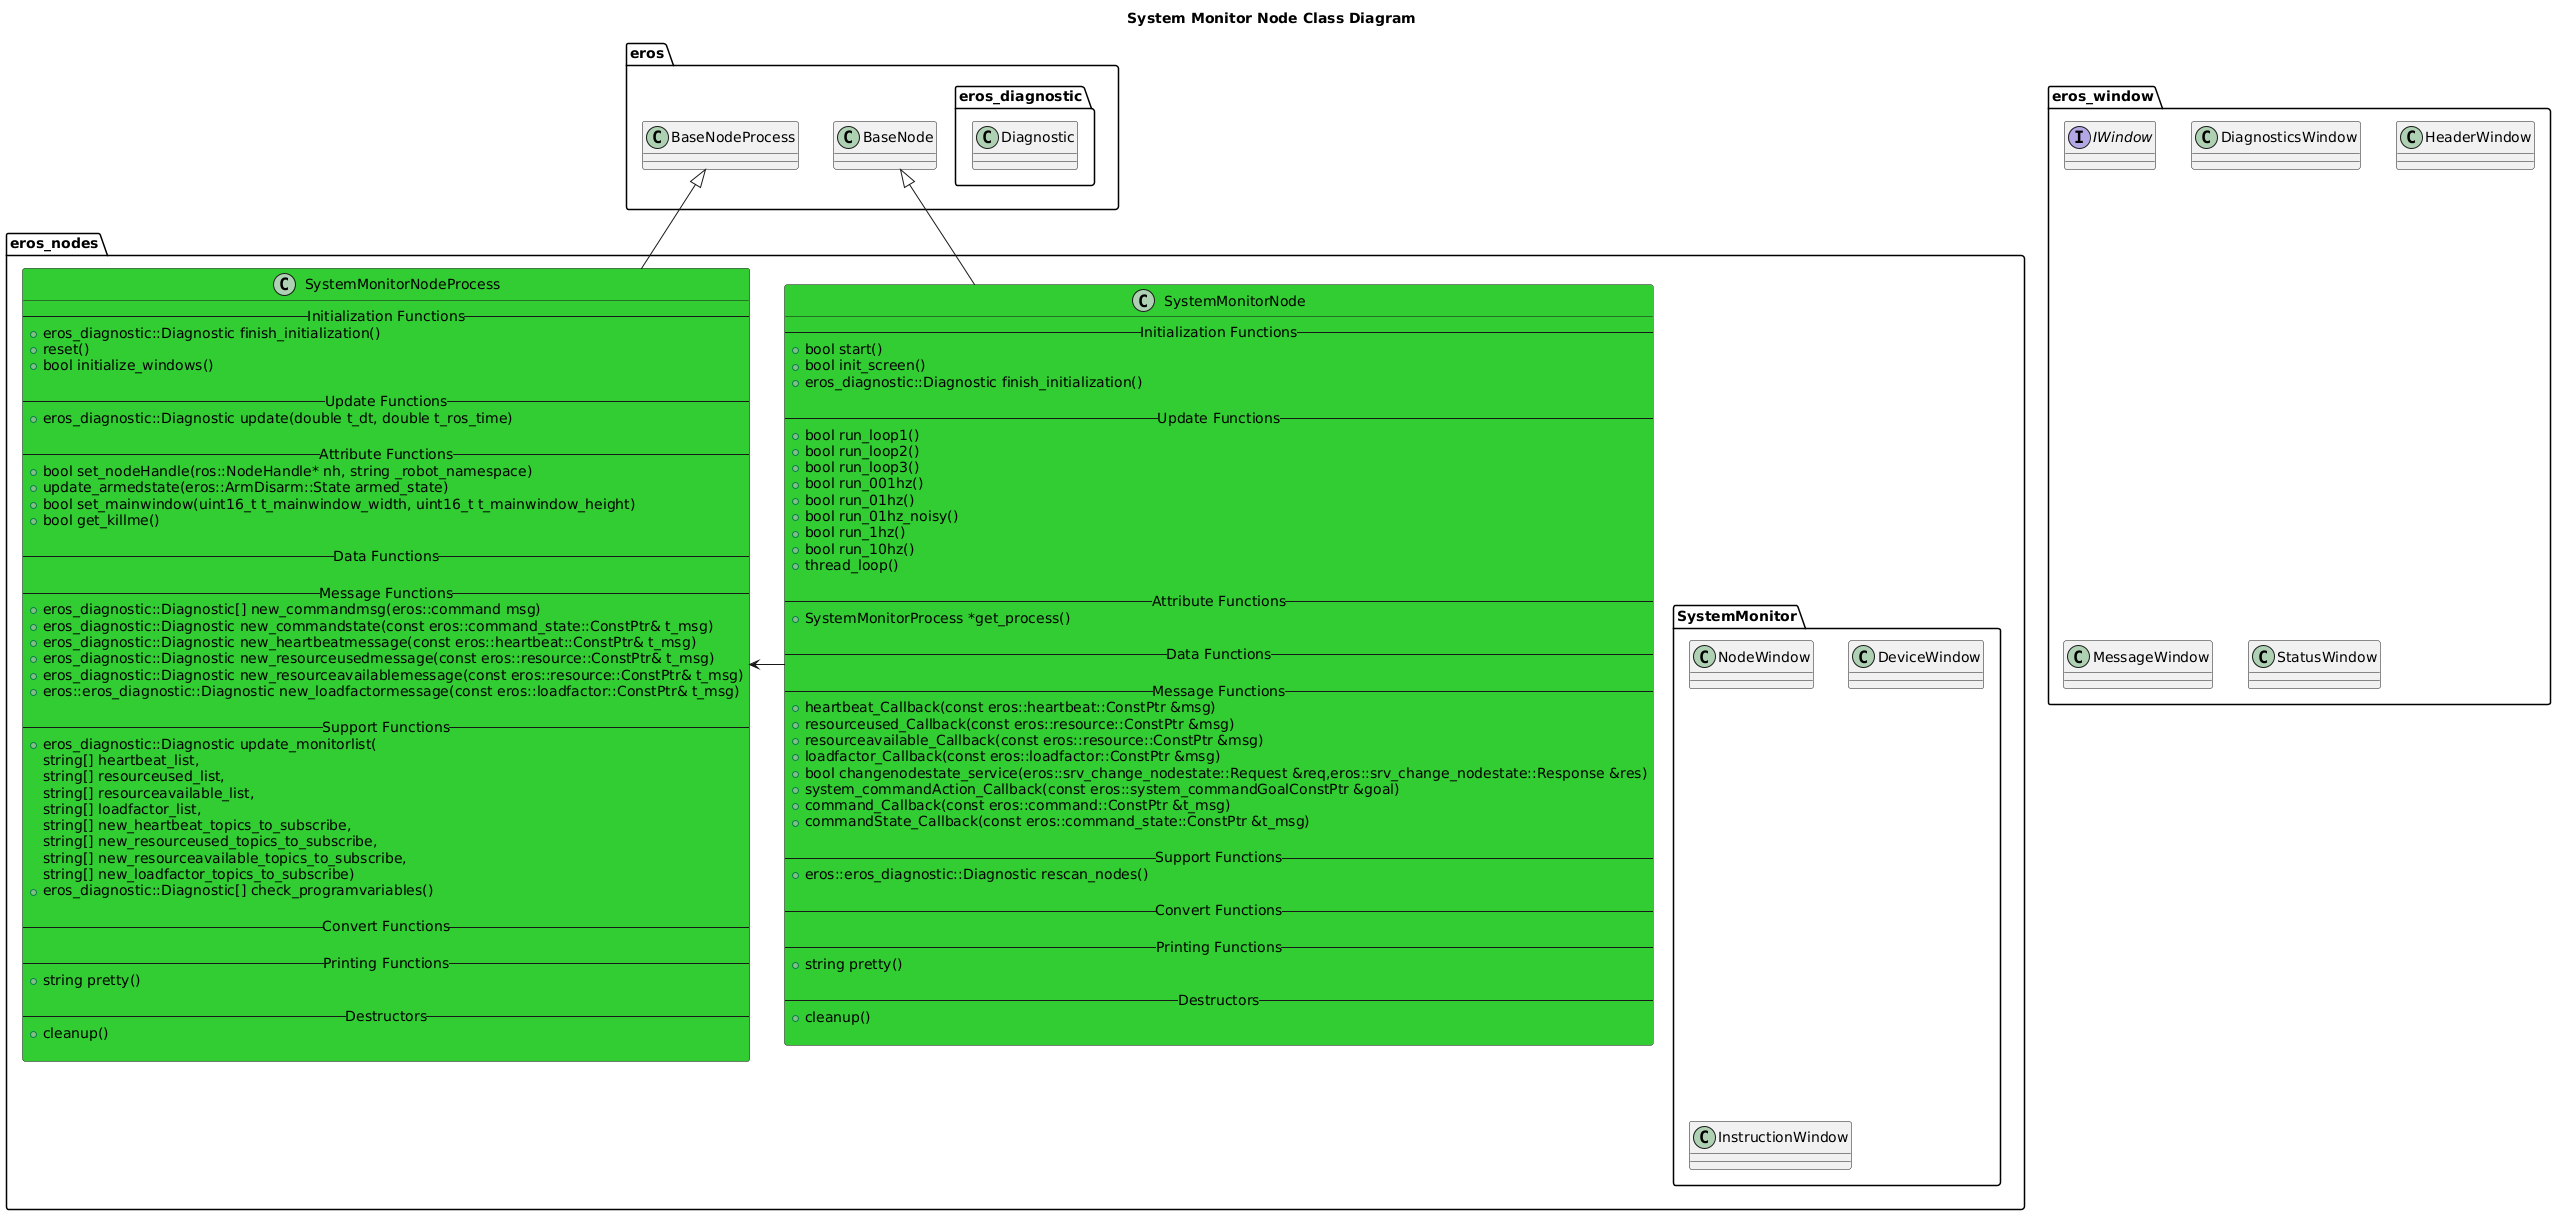 System Monitor Node Class Diagram
eros
eros_diagnostic
C BaseNodeProcess
C BaseNode
C Diagnostic
eros_window
I IWindow
C DiagnosticsWindow
C HeaderWindow
C MessageWindow
C StatusWindow
eros_nodes
C SystemMonitorNodeProcess
Initialization Functions
eros_diagnostic::Diagnostic finish_initialization()
reset()
bool initialize_windows()
Update Functions
eros_diagnostic::Diagnostic update(double t_dt, double t_ros_time)
Attribute Functions
bool set_nodeHandle(ros::NodeHandle* nh, string _robot_namespace)
update_armedstate(eros::ArmDisarm::State armed_state)
bool set_mainwindow(uint16_t t_mainwindow_width, uint16_t t_mainwindow_height)
bool get_killme()
Data Functions
Message Functions
eros_diagnostic::Diagnostic[] new_commandmsg(eros::command msg)
eros_diagnostic::Diagnostic new_commandstate(const eros::command_state::ConstPtr& t_msg)
eros_diagnostic::Diagnostic new_heartbeatmessage(const eros::heartbeat::ConstPtr& t_msg)
eros_diagnostic::Diagnostic new_resourceusedmessage(const eros::resource::ConstPtr& t_msg)
eros_diagnostic::Diagnostic new_resourceavailablemessage(const eros::resource::ConstPtr& t_msg)
eros::eros_diagnostic::Diagnostic new_loadfactormessage(const eros::loadfactor::ConstPtr& t_msg)
Support Functions
eros_diagnostic::Diagnostic update_monitorlist(
string[] heartbeat_list,
string[] resourceused_list,
string[] resourceavailable_list,
string[] loadfactor_list,
string[] new_heartbeat_topics_to_subscribe,
string[] new_resourceused_topics_to_subscribe,
string[] new_resourceavailable_topics_to_subscribe,
string[] new_loadfactor_topics_to_subscribe)
eros_diagnostic::Diagnostic[] check_programvariables()
Convert Functions
Printing Functions
string pretty()
Destructors
cleanup()
C SystemMonitorNode
Initialization Functions
bool start()
bool init_screen()
eros_diagnostic::Diagnostic finish_initialization()
Update Functions
bool run_loop1()
bool run_loop2()
bool run_loop3()
bool run_001hz()
bool run_01hz()
bool run_01hz_noisy()
bool run_1hz()
bool run_10hz()
thread_loop()
Attribute Functions
SystemMonitorProcess *get_process()
Data Functions
Message Functions
heartbeat_Callback(const eros::heartbeat::ConstPtr &msg)
resourceused_Callback(const eros::resource::ConstPtr &msg)
resourceavailable_Callback(const eros::resource::ConstPtr &msg)
loadfactor_Callback(const eros::loadfactor::ConstPtr &msg)
bool changenodestate_service(eros::srv_change_nodestate::Request &req,eros::srv_change_nodestate::Response &res)
system_commandAction_Callback(const eros::system_commandGoalConstPtr &goal)
command_Callback(const eros::command::ConstPtr &t_msg)
commandState_Callback(const eros::command_state::ConstPtr &t_msg)
Support Functions
eros::eros_diagnostic::Diagnostic rescan_nodes()
Convert Functions
Printing Functions
string pretty()
Destructors
cleanup()
SystemMonitor
C NodeWindow
C DeviceWindow
C InstructionWindow